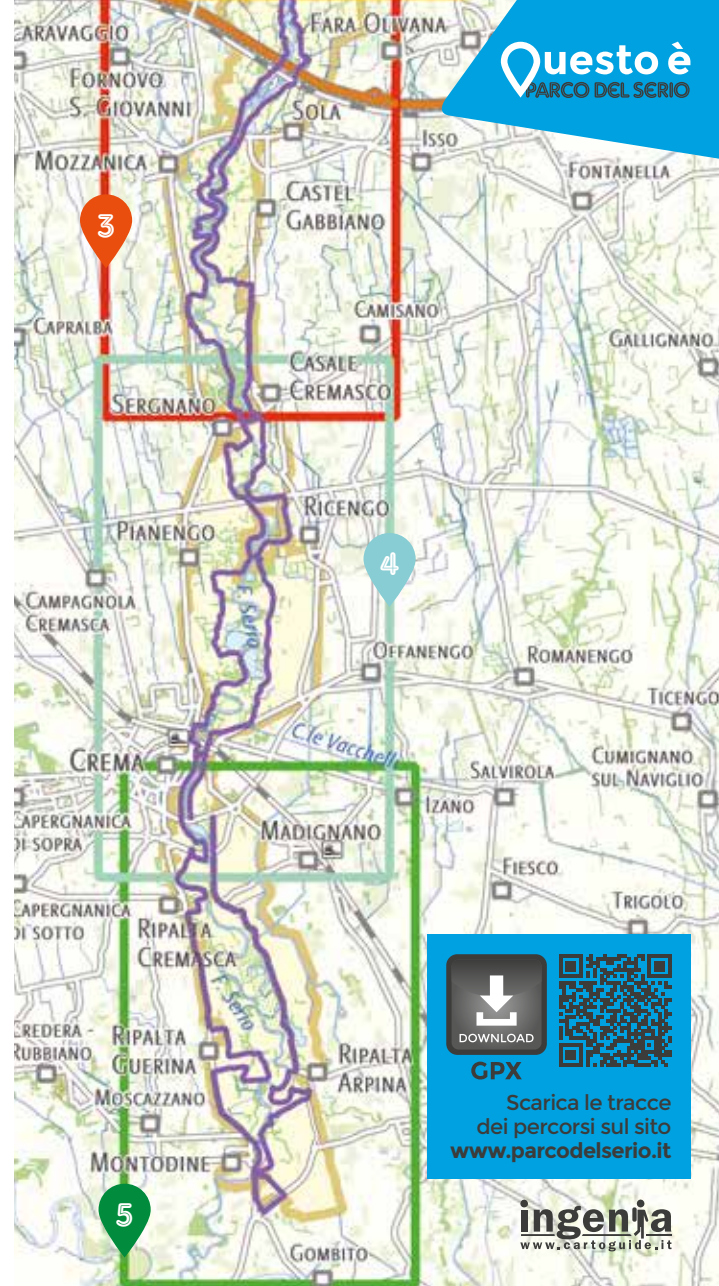 Questo è
PARCO DEL SERIO
CARAVAGGIO
FARA OLIVANA
FORNOVO
S. GIOVANNI
SOLA
ISSO
MOZZANICA
FONTANELLA
CASTEL
GABBIANO
3
CAMISANO
CAPRALBA
GALLIGNANO
CASALE
CREMASCO
SERGNANO
RICENGO
PIANENGO
4
CAMPAGNOLA
CREMASCA
F. Serio
OFFANENGO
ROMANENGO
TICENGO
C.le Vacchelli
CREMA
SALVIROLA
CUMIGNANO
SUL NAVIGLIO
IZANO
CAPERGNANICA
DI SOPRA
MADIGNANO
FIESCO
TRIGOLO
CAPERGNANICA
DI SOTTO
RIPALTA
CREMASCA
F. Serio
CREDERA -
RUBBIANO
RIPALTA
GUERINA
RIPALTA
ARPINA
MOSCAZZANO
MONTODINE
5
GOMBITO
DOWNLOAD
GPX
Scarica le tracce
dei percorsi sul sito
www.parcodelserio.it
ingenia
www.cartoguide.it